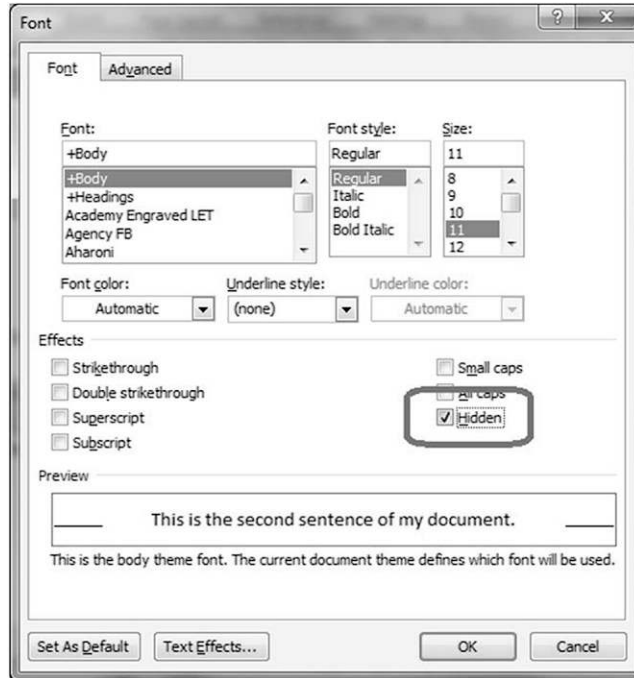 Font
Font Advanced
Font: Font style: Size:
+Body Regular 11
+Body Regular 8
+Headings Italic 9
Academy Engraved LET Bold 10
Agency FB Bold Italic 11
Aharoni 12
Font color: Underline style: Underline color:
Automatic (none) Automatic
Effects
Strikethrough Small caps
Double strikethrough All caps
Superscript Hidden
Subscript
Preview
This is the second sentence of my document.
This is the body theme font. The current document theme defines which font will be used.
Set As Default Text Effects... OK Cancel